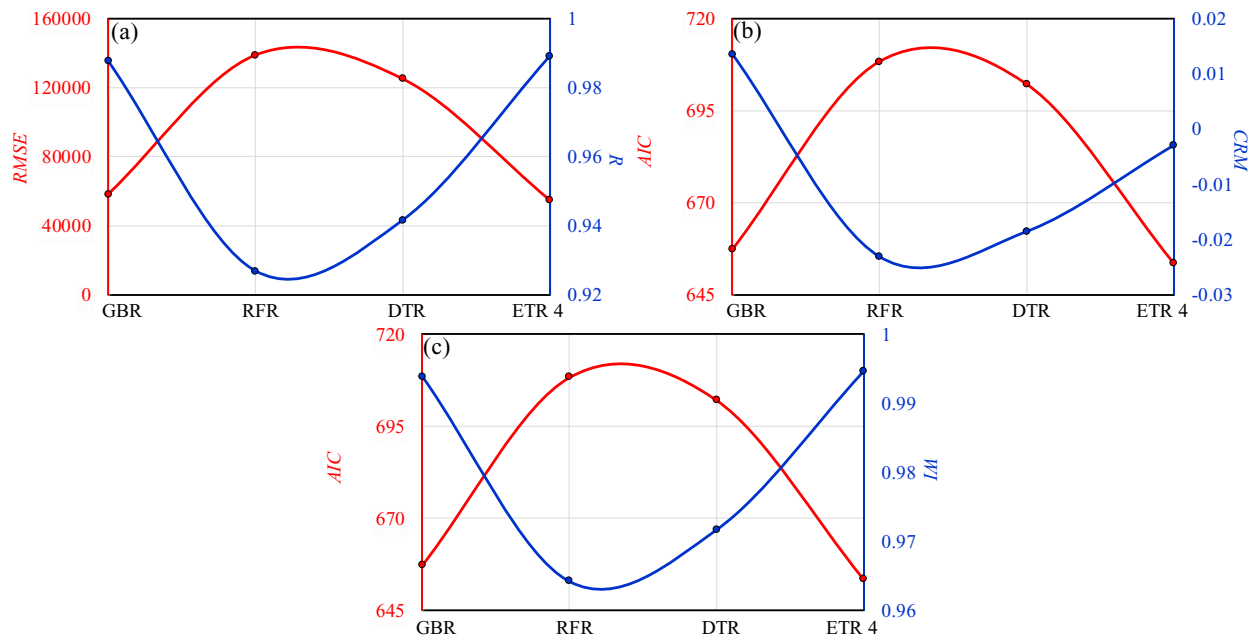 (a)
160000
120000
80000
40000
0
RMSE
1
0.98
0.96
0.94
0.92
R
GBR RFR DTR ETR 4
(b)
720
695
670
645
AIC
0.02
0.01
0
-0.01
-0.02
-0.03
CRM
GBR RFR DTR ETR 4
(c)
720
695
670
645
AIC
1
0.99
0.98
0.97
0.96
WI
GBR RFR DTR ETR 4